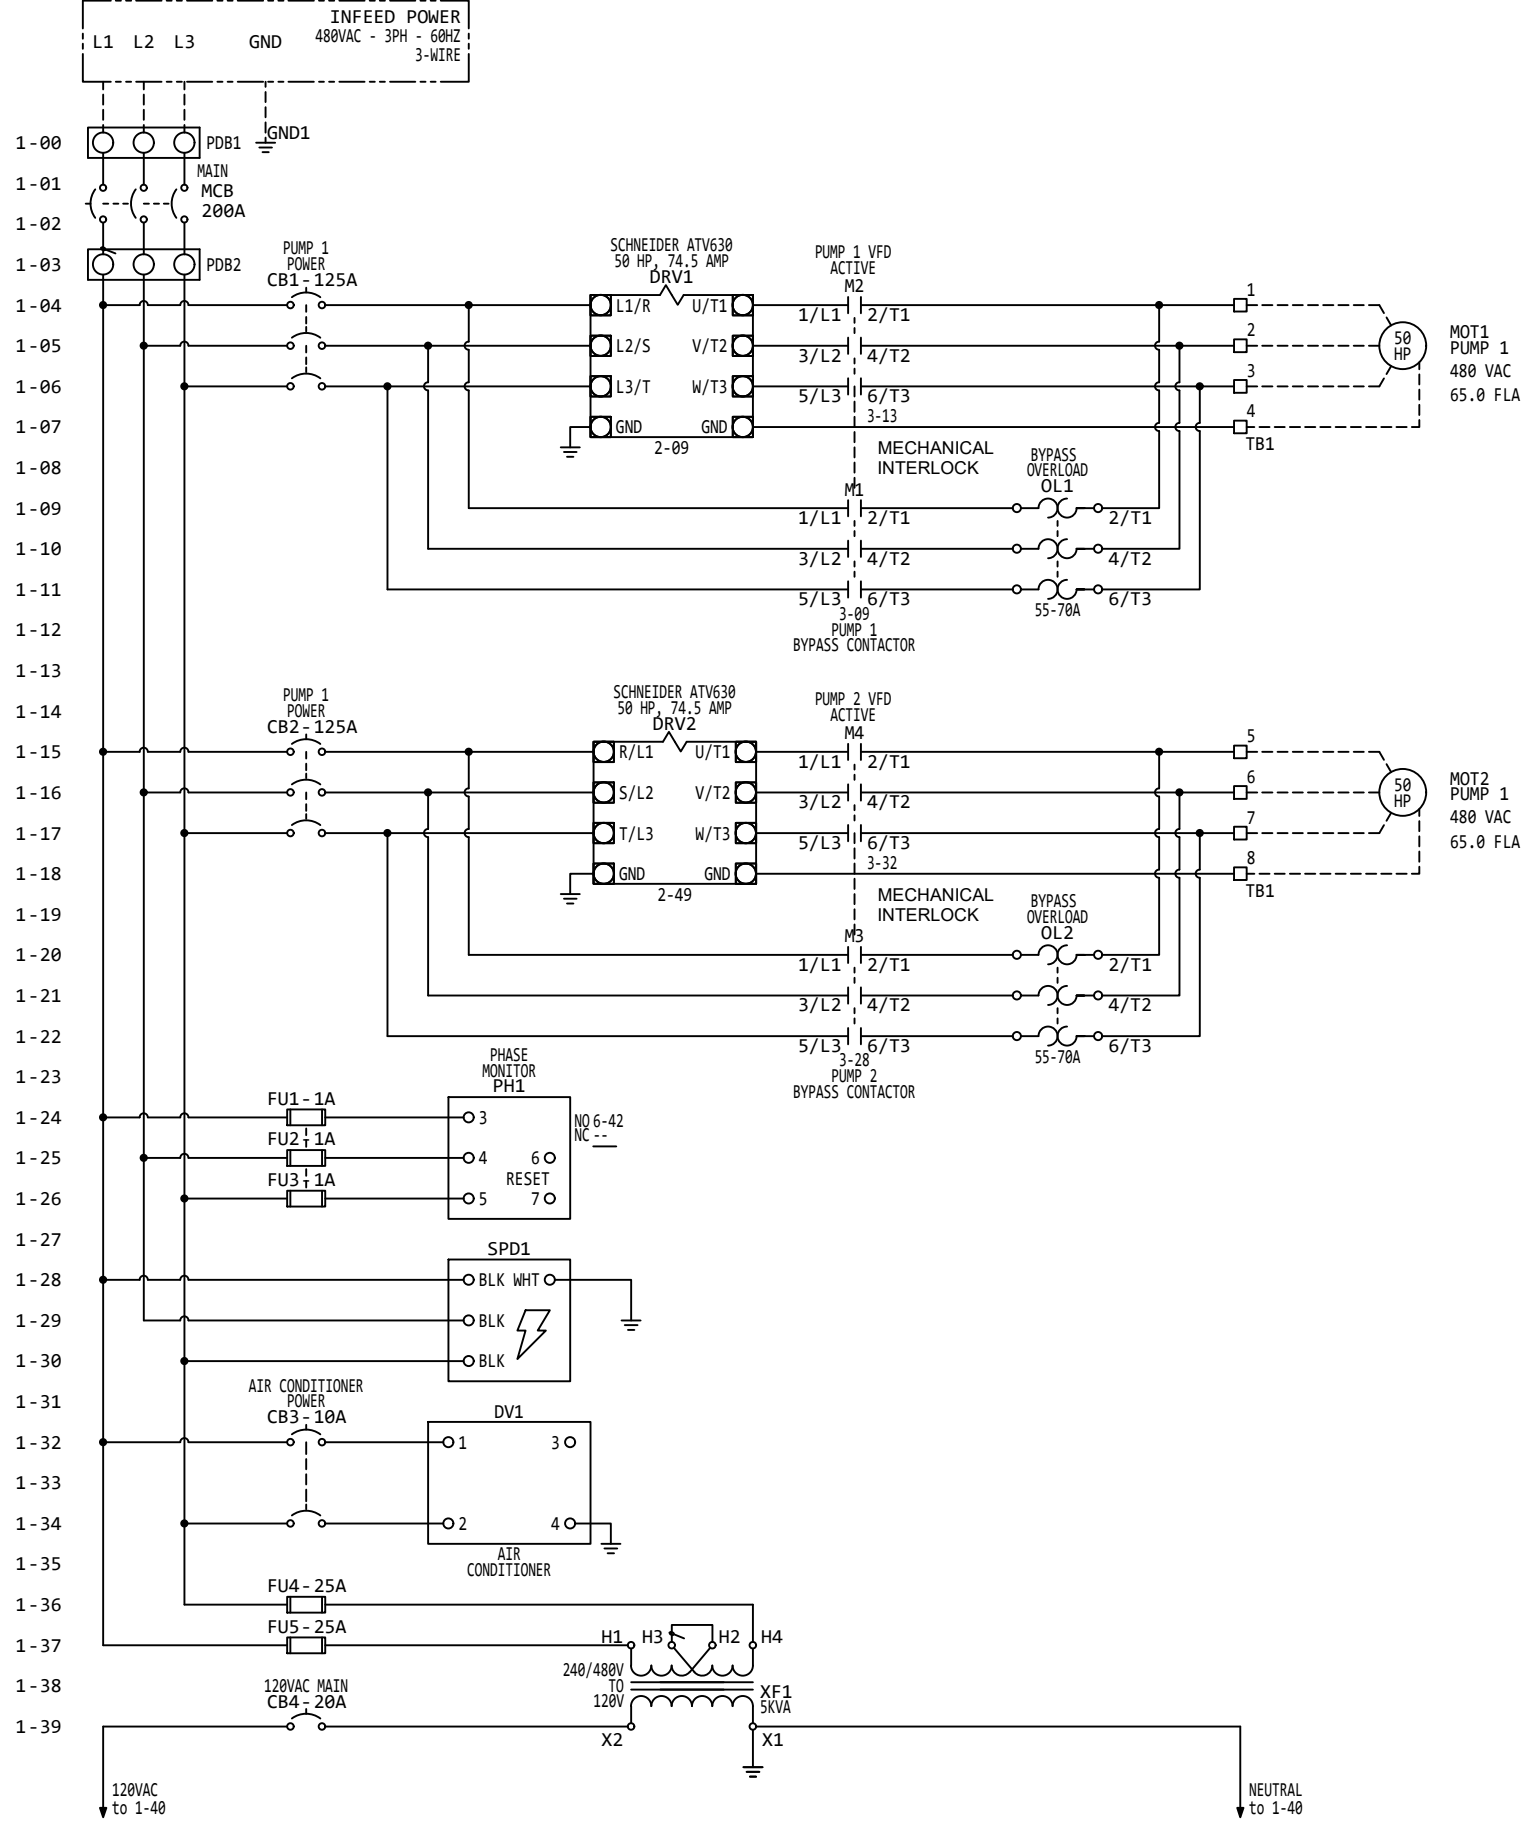 INFEED POWER
480VAC - 3PH - 60HZ
3-WIRE
L1 L2 L3 GND
GND1
1-00 PDB1
MAIN
1-01 MCB
200A
1-02
1-03 PDB2
PUMP 1
POWER
CB1-125A
SCHNEIDER ATV630
50 HP, 74.5 AMP
DRV1
PUMP 1 VFD
ACTIVE
M2
1-04 L1/R U/T1 1/L1 2/T1 1
1-05 L2/S V/T2 3/L2 4/T2 2
1-06 L3/T W/T3 5/L3 6/T3 3
50
HP
MOT1
PUMP 1
480 VAC
65.0 FLA
3-13
1-07 GND GND 4
TB1
2-09
MECHANICAL
INTERLOCK
1-08
BYPASS
OVERLOAD
OL1
M1
1-09 1/L1 2/T1 2/T1
1-10 3/L2 4/T2 4/T2
1-11 5/L3 6/T3 6/T3
3-09
PUMP 1
BYPASS CONTACTOR
55-70A
1-12
1-13
PUMP 1
POWER
CB2-125A
SCHNEIDER ATV630
50 HP, 74.5 AMP
DRV2
PUMP 2 VFD
ACTIVE
M4
1-14
1-15 R/L1 U/T1 1/L1 2/T1 5
1-16 S/L2 V/T2 3/L2 4/T2 6
1-17 T/L3 W/T3 5/L3 6/T3 7
50
HP
MOT2
PUMP 1
480 VAC
65.0 FLA
3-32
1-18 GND GND 8
TB1
2-49
MECHANICAL
INTERLOCK
1-19
BYPASS
OVERLOAD
OL2
M3
1-20 1/L1 2/T1 2/T1
1-21 3/L2 4/T2 4/T2
1-22 5/L3 6/T3 6/T3
3-28
PUMP 2
BYPASS CONTACTOR
55-70A
1-23
PHASE
MONITOR
PH1
FU1-1A
1-24 3
NO 6-42
NC --
FU2-1A
1-25 4 6
RESET
FU3-1A
1-26 5 7
1-27
SPD1
1-28 BLK WHT
1-29 BLK
1-30 BLK
1-31
AIR CONDITIONER
POWER
CB3-10A
DV1
1-32 1 3
1-33
1-34 2 4
AIR
CONDITIONER
1-35
FU4-25A
1-36
FU5-25A
1-37 H1 H3 H2 H4
240/480V
TO
120V
XF1
5KVA
1-38
120VAC MAIN
CB4-20A
1-39
X2 X1
120VAC
to 1-40
NEUTRAL
to 1-40